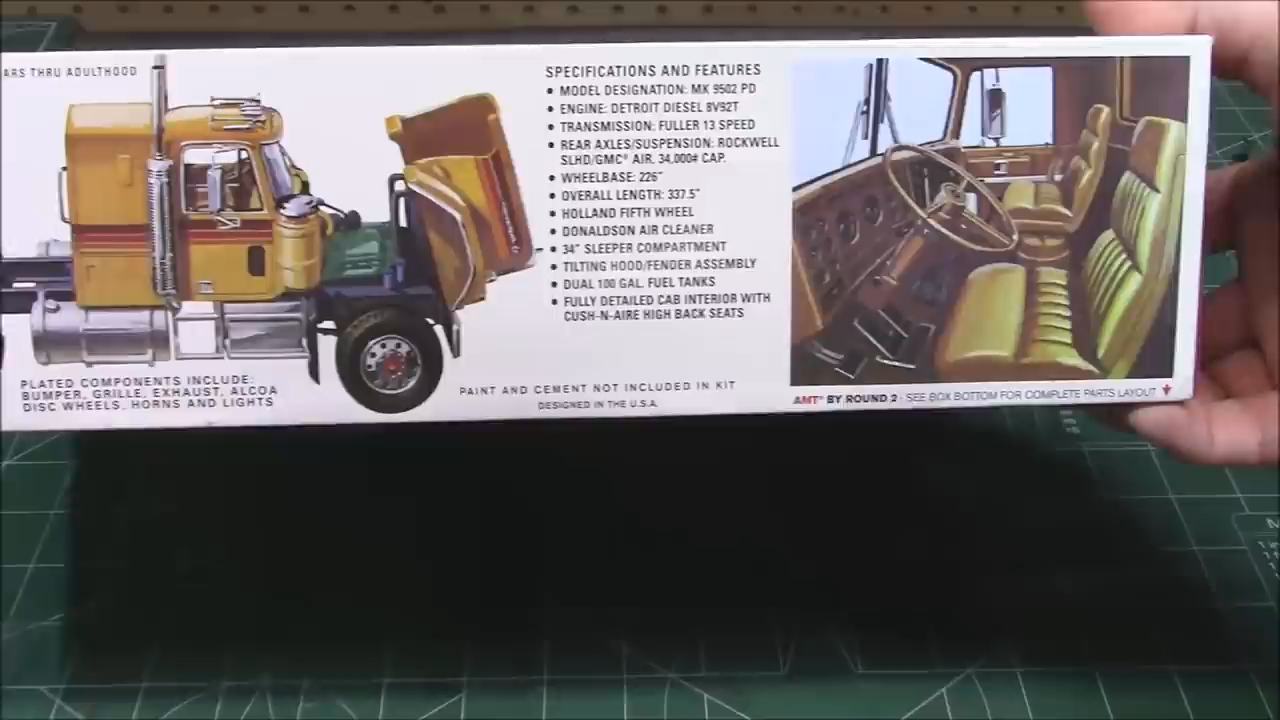 ARS THRU ADULTHOOD
SPECIFICATIONS AND FEATURES
• MODEL DESIGNATION: MK 9502 PD
• ENGINE: DETROIT DIESEL 8V92T
• TRANSMISSION: FULLER 13 SPEED
• REAR AXLES/SUSPENSION: ROCKWELL
SLHD/GMC® AIR. 34,000# CAP.
• WHEELBASE: 226"
• OVERALL LENGTH: 337.5"
• HOLLAND FIFTH WHEEL
• DONALDSON AIR CLEANER
• 34" SLEEPER COMPARTMENT
• TILTING HOOD/FENDER ASSEMBLY
• DUAL 100 GAL. FUEL TANKS
• FULLY DETAILED CAB INTERIOR WITH
CUSH-N-AIRE HIGH BACK SEATS
PLATED COMPONENTS INCLUDE:
BUMPER, GRILLE, EXHAUST, ALCOA
DISC WHEELS, HORNS AND LIGHTS
PAINT AND CEMENT NOT INCLUDED IN KIT
DESIGNED IN THE U.S.A.
AMT® BY ROUND 2 - SEE BOX BOTTOM FOR COMPLETE PARTS LAYOUT